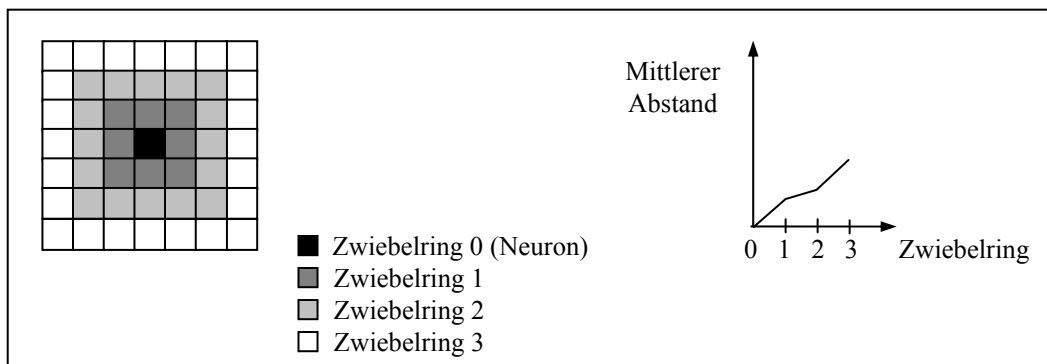 Zwiebelring 0 (Neuron)
Zwiebelring 1
Zwiebelring 2
Zwiebelring 3
Mittlerer
Abstand
0 1 2 3 Zwiebelring